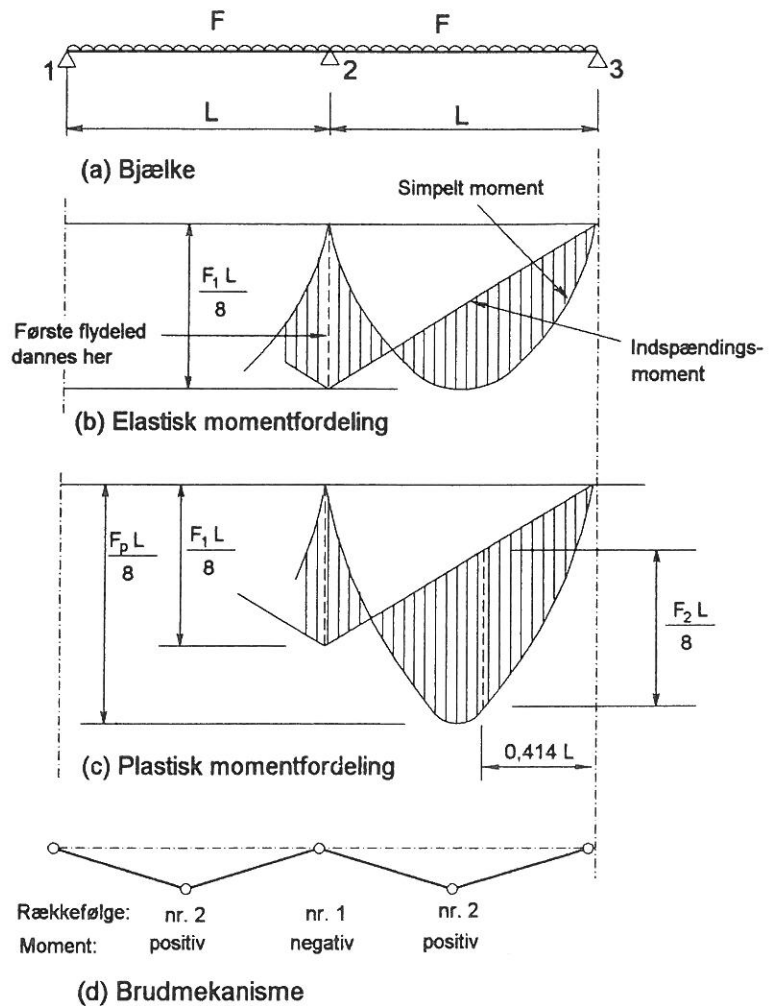 F F
1 2 3
L L
(a) Bjælke
Simpelt moment
F₁ L
8
Første flydeled
dannes her
Indspændings-
moment
(b) Elastisk momentfordeling
Fₚ L
8
F₁ L
8
F₂ L
8
0,414 L
(c) Plastisk momentfordeling
Rækkefølge: nr. 2 nr. 1 nr. 2
Moment: positiv negativ positiv
(d) Brudmekanisme